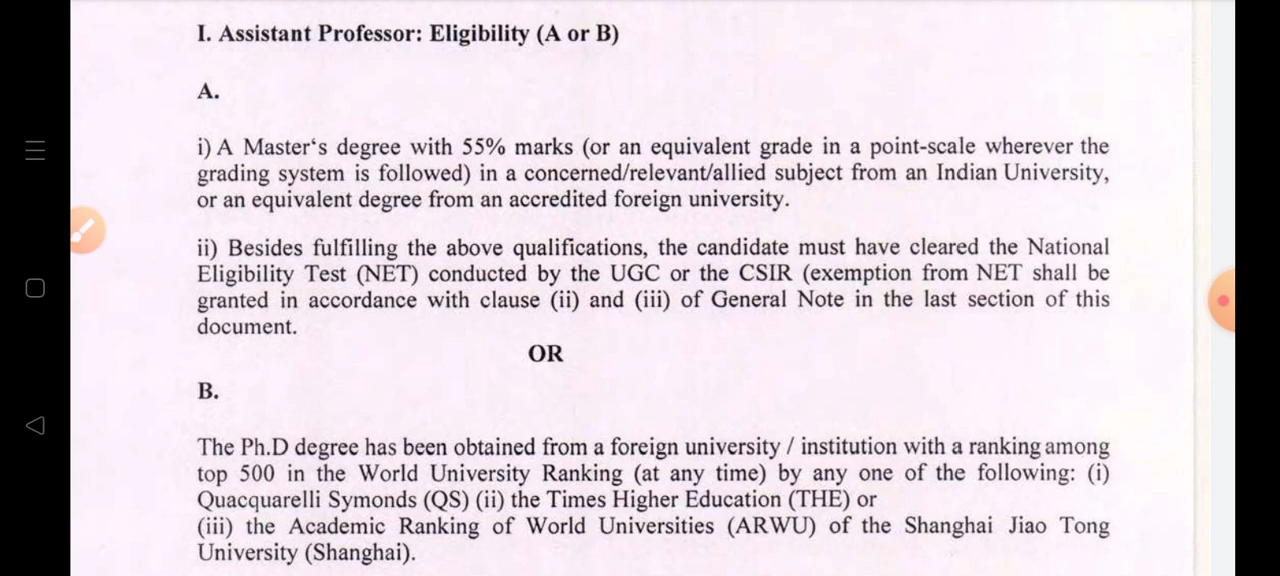 I. Assistant Professor: Eligibility (A or B)
A.
i) A Master‘s degree with 55% marks (or an equivalent grade in a point-scale wherever the
grading system is followed) in a concerned/relevant/allied subject from an Indian University,
or an equivalent degree from an accredited foreign university.
ii) Besides fulfilling the above qualifications, the candidate must have cleared the National
Eligibility Test (NET) conducted by the UGC or the CSIR (exemption from NET shall be
granted in accordance with clause (ii) and (iii) of General Note in the last section of this
document.
OR
B.
The Ph.D degree has been obtained from a foreign university / institution with a ranking among
top 500 in the World University Ranking (at any time) by any one of the following: (i)
Quacquarelli Symonds (QS) (ii) the Times Higher Education (THE) or
(iii) the Academic Ranking of World Universities (ARWU) of the Shanghai Jiao Tong
University (Shanghai).